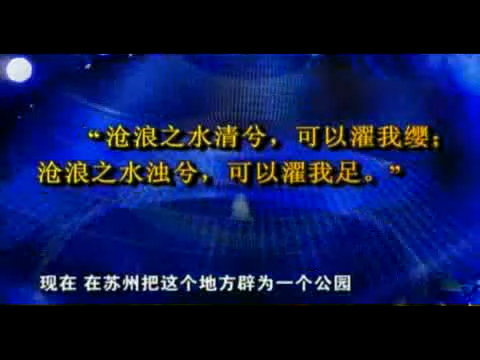 “沧浪之水清兮，可以濯我缨；
沧浪之水浊兮，可以濯我足。”
现在 在苏州把这个地方辟为一个公园